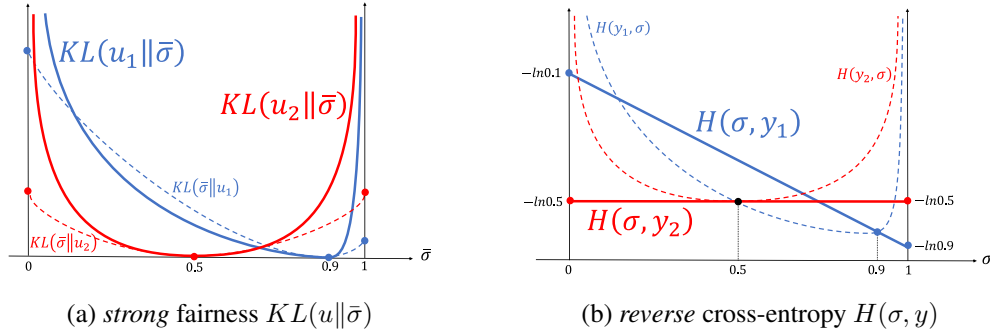 KL(u₁‖σ̄)
KL(u₂‖σ̄)
KL(σ̄‖u₁)
KL(σ̄‖u₂)
0
0.5
0.9
1
σ̄
(a) strong fairness KL(u‖σ̄)
H(y₁,σ)
H(y₂,σ)
−ln0.1
H(σ, y₁)
−ln0.5
−ln0.5
H(σ, y₂)
−ln0.9
0
0.5
0.9
1
σ
(b) reverse cross-entropy H(σ, y)